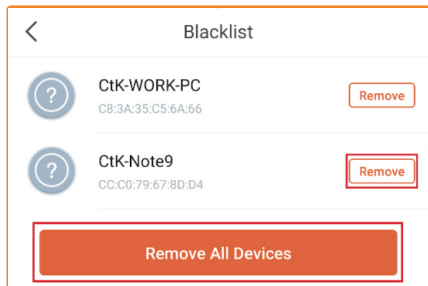 Blacklist
CtK-WORK-PC
C8:3A:35:C5:6A:66
Remove
CtK-Note9
CC:C0:79:67:8D:D4
Remove
Remove All Devices